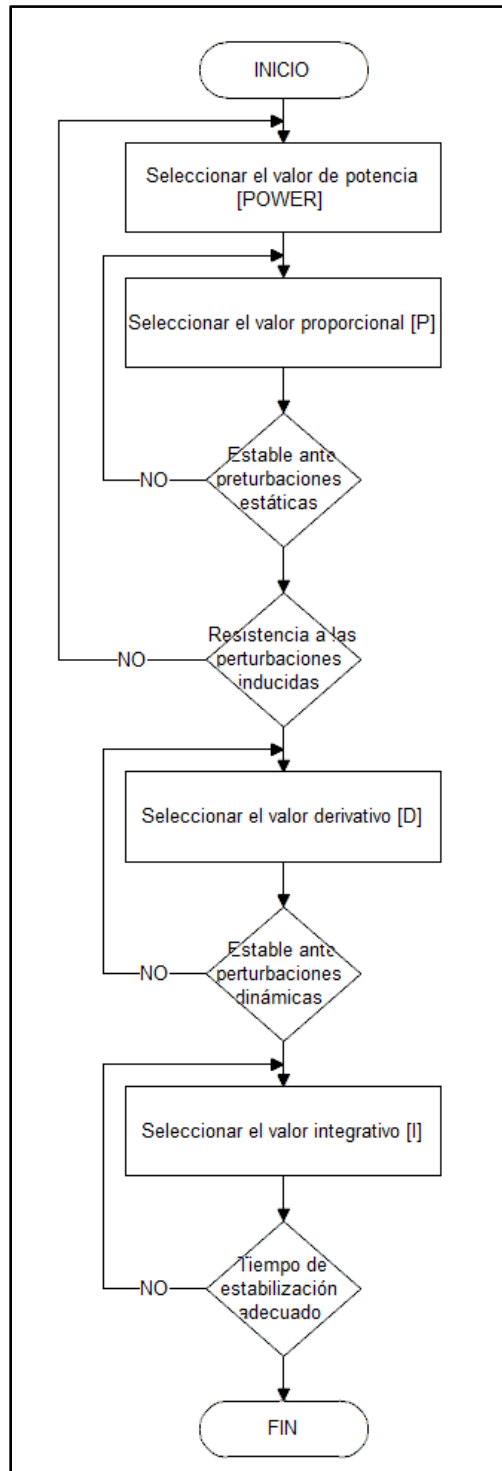 INICIO
Seleccionar el valor de potencia
[POWER]
Seleccionar el valor proporcional [P]
Estable ante
preturbaciones
estáticas
NO
Resistencia a las
perturbaciones
inducidas
NO
Seleccionar el valor derivativo [D]
Estable ante
perturbaciones
dinámicas
NO
Seleccionar el valor integrativo [I]
Tiempo de
estabilización
adecuado
NO
FIN